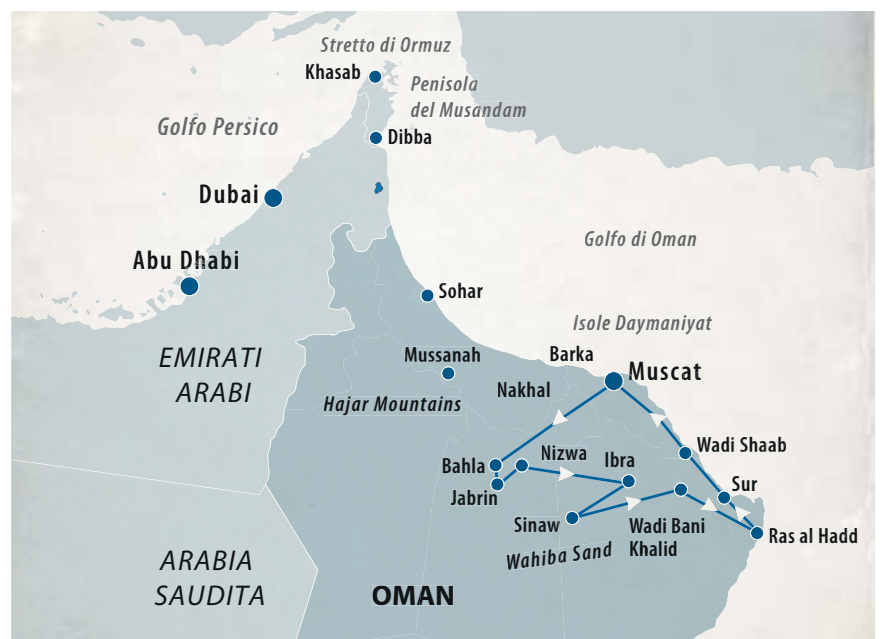 Stretto di Ormuz
Khasab
Penisola
del Musandam
Golfo Persico
Dibba
Dubai
Golfo di Oman
Abu Dhabi
Sohar
Isole Daymaniyat
EMIRATI
ARABI
Mussanah
Barka
Muscat
Nakhal
Hajar Mountains
Wadi Shaab
Bahla
Nizwa
Ibra
Jabrin
Sur
Sinaw
Wadi Bani
Khalid
Ras al Hadd
Wahiba Sand
ARABIA
SAUDITA
OMAN